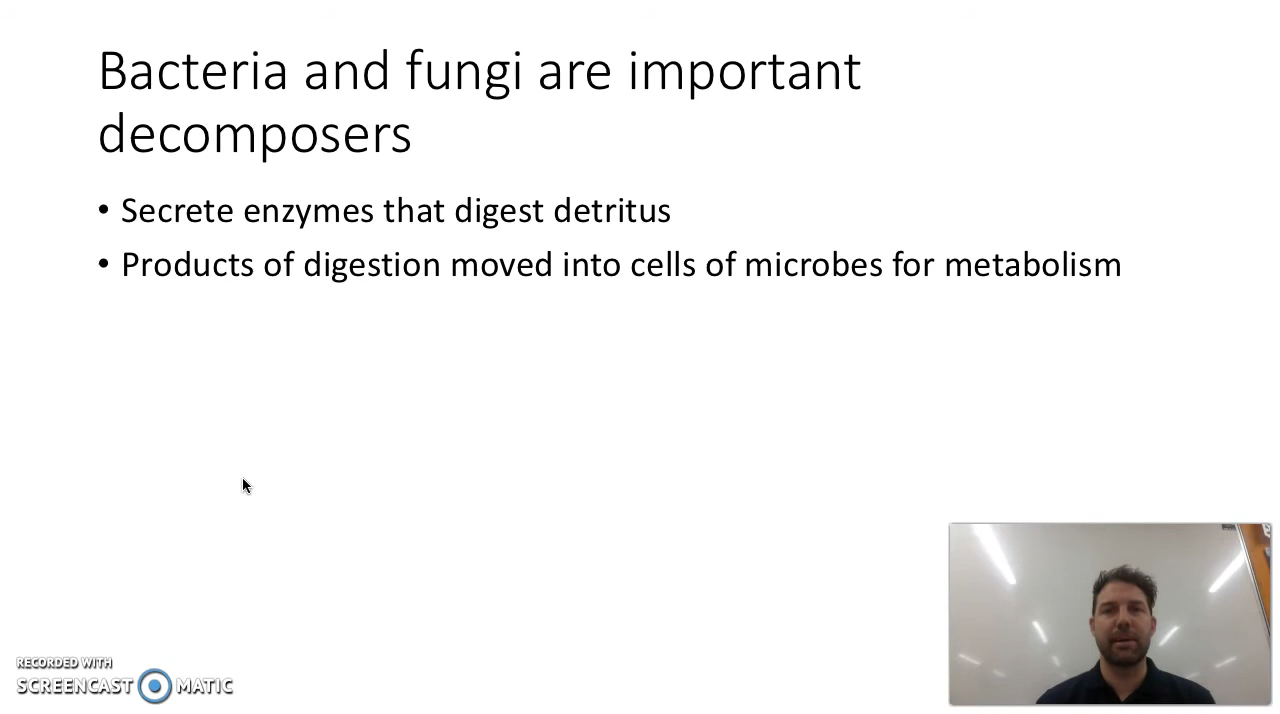 Bacteria and fungi are important
decomposers
• Secrete enzymes that digest detritus
• Products of digestion moved into cells of microbes for metabolism
RECORDED WITH
SCREENCAST MATIC